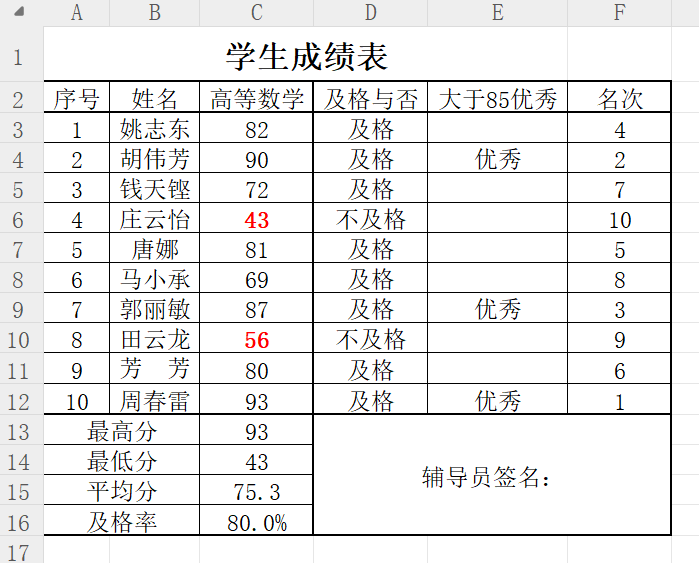 A B C D E F
1 学生成绩表
2 序号 姓名 高等数学 及格与否 大于85优秀 名次
3 1 姚志东 82 及格 4
4 2 胡伟芳 90 及格 优秀 2
5 3 钱天铿 72 及格 7
6 4 庄云怡 43 不及格 10
7 5 唐娜 81 及格 5
8 6 马小承 69 及格 8
9 7 郭丽敏 87 及格 优秀 3
10 8 田云龙 56 不及格 9
11 9 芳 芳 80 及格 6
12 10 周春雷 93 及格 优秀 1
13 最高分 93
14 最低分 43
辅导员签名：
15 平均分 75.3
16 及格率 80.0%
17